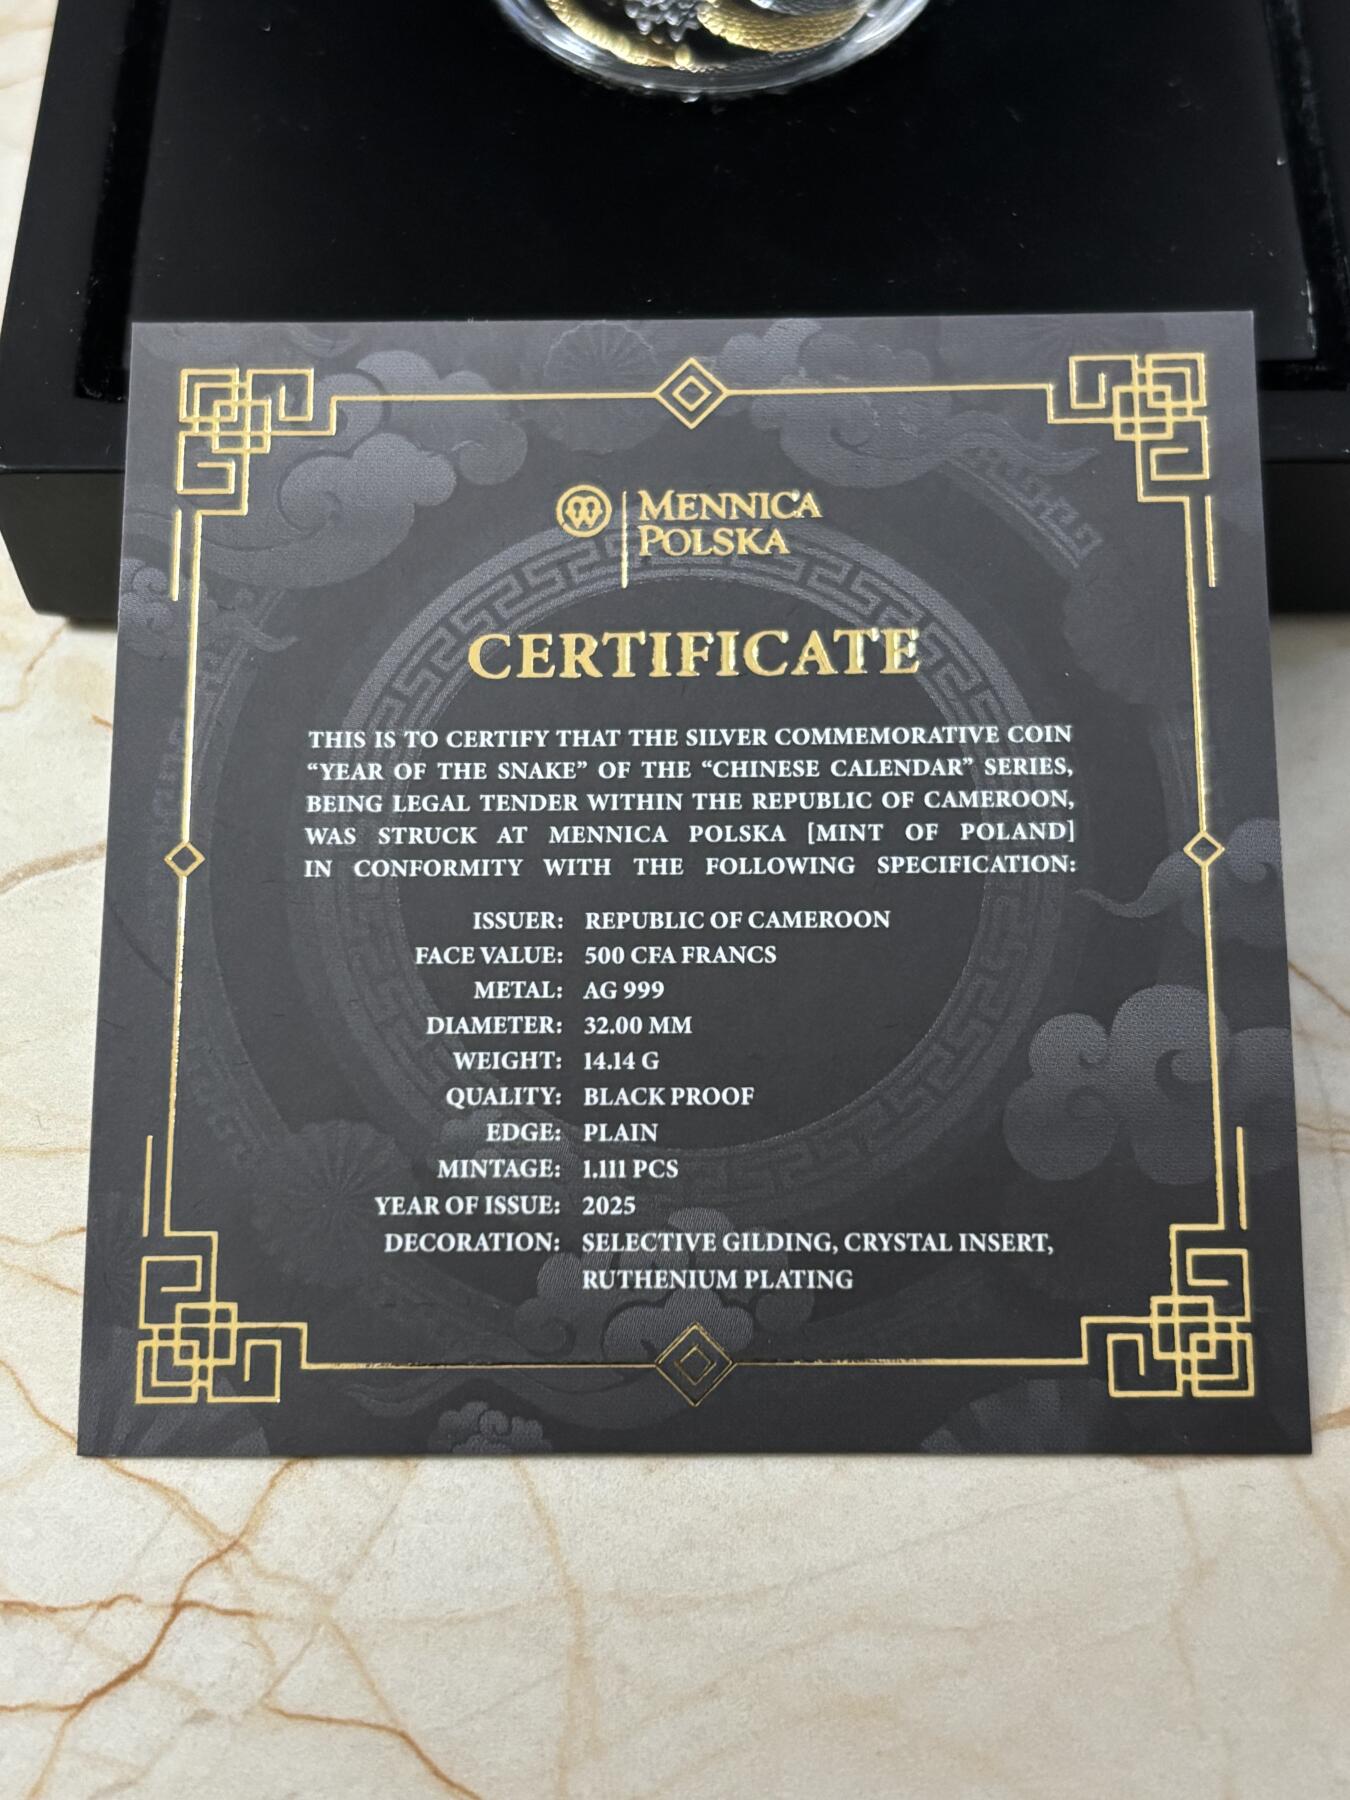 MENNICA
POLSKA
CERTIFICATE
THIS IS TO CERTIFY THAT THE SILVER COMMEMORATIVE COIN
“YEAR OF THE SNAKE” OF THE “CHINESE CALENDAR” SERIES,
BEING LEGAL TENDER WITHIN THE REPUBLIC OF CAMEROON,
WAS STRUCK AT MENNICA POLSKA [MINT OF POLAND]
IN CONFORMITY WITH THE FOLLOWING SPECIFICATION:
ISSUER: REPUBLIC OF CAMEROON
FACE VALUE: 500 CFA FRANCS
METAL: AG 999
DIAMETER: 32.00 MM
WEIGHT: 14.14 G
QUALITY: BLACK PROOF
EDGE: PLAIN
MINTAGE: 1.111 PCS
YEAR OF ISSUE: 2025
DECORATION: SELECTIVE GILDING, CRYSTAL INSERT,
RUTHENIUM PLATING